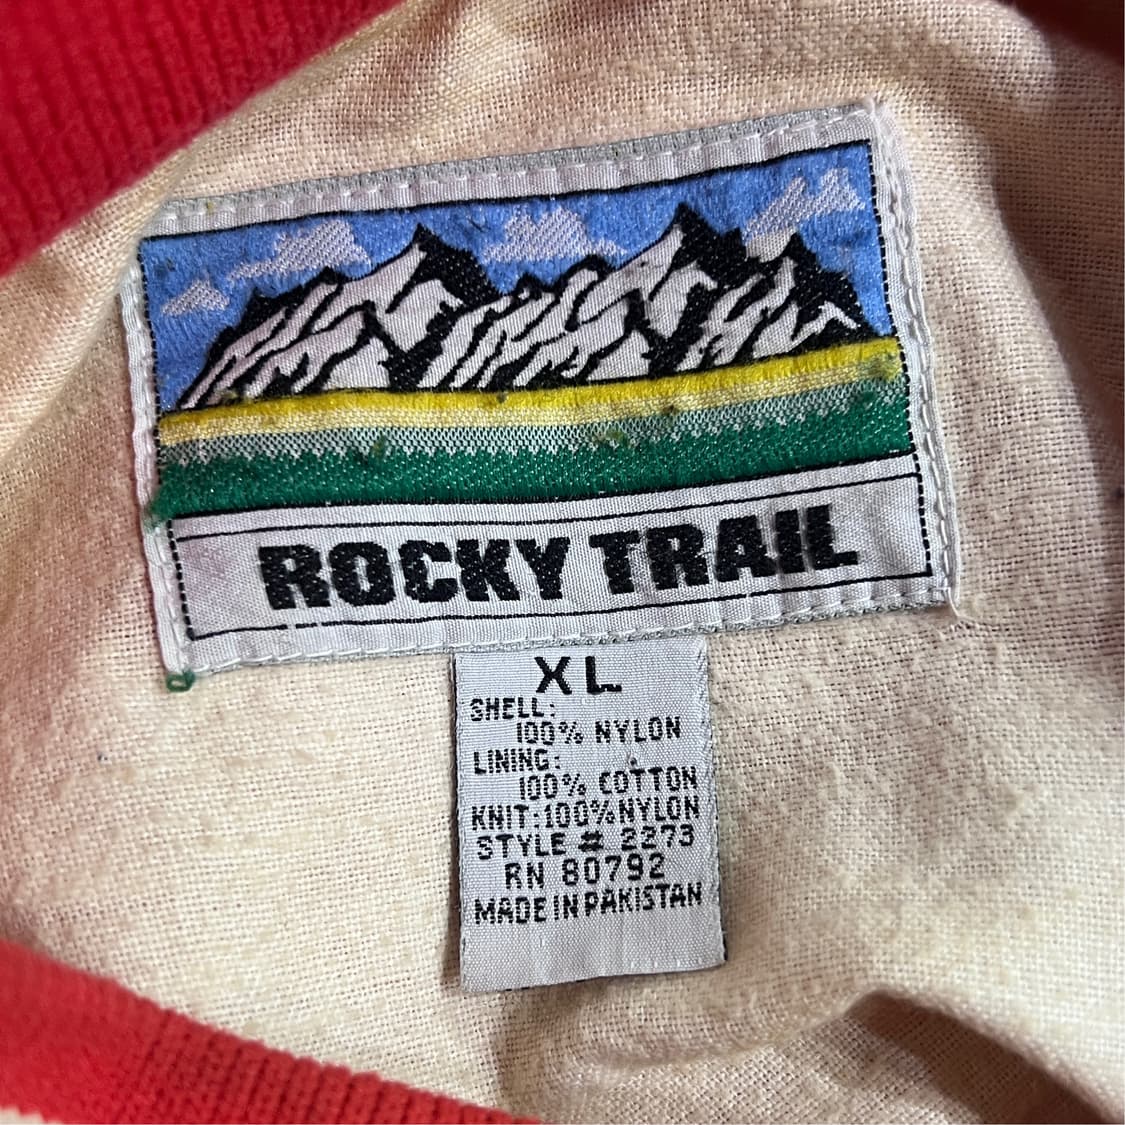 ROCKY TRAIL
XL
SHELL:
100% NYLON
LINING:
100% COTTON
KNIT:100%NYLON
STYLE # 2273
RN 80792
MADE IN PAKISTAN